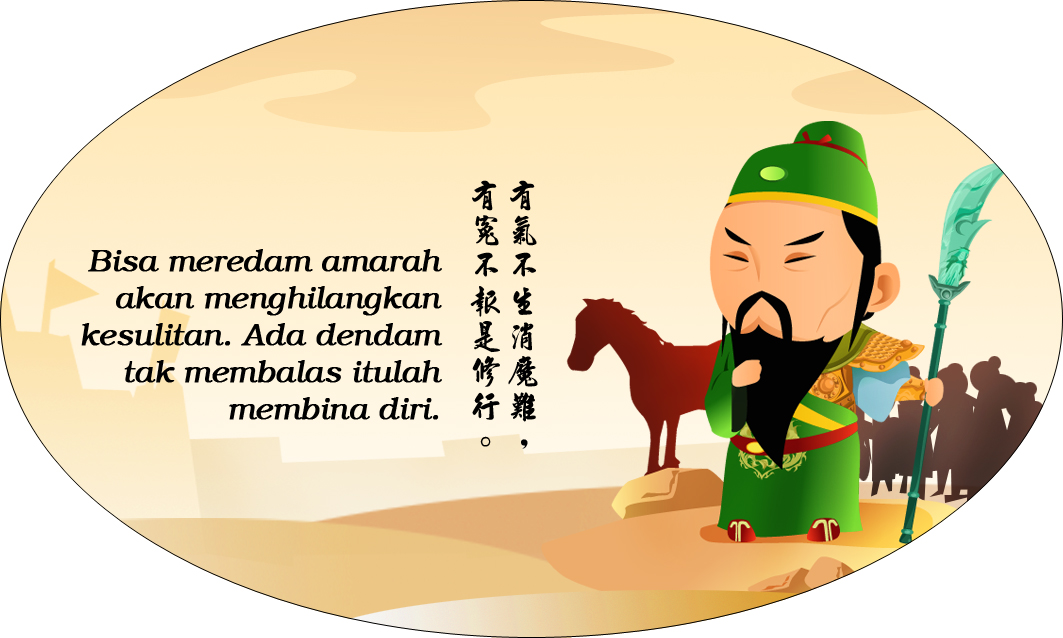 Bisa meredam amarah
akan menghilangkan
kesulitan. Ada dendam
tak membalas itulah
membina diri.
有氣不生消魔難，
有冤不報是修行。